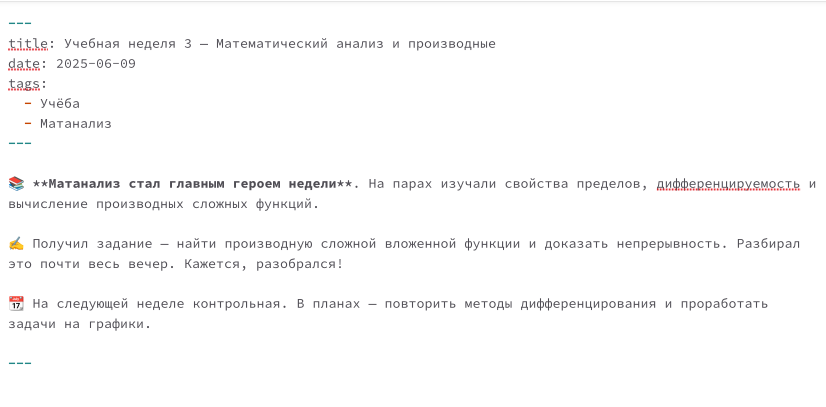 ---
title: Учебная неделя 3 — Математический анализ и производные
date: 2025-06-09
tags:
  - Учёба
  - Матанализ
---
📚 **Матанализ стал главным героем недели**. На парах изучали свойства пределов, дифференцируемость и
вычисление производных сложных функций.
✍️ Получил задание — найти производную сложной вложенной функции и доказать непрерывность. Разбирал
это почти весь вечер. Кажется, разобрался!
📆 На следующей неделе контрольная. В планах — повторить методы дифференцирования и проработать
задачи на графики.
---